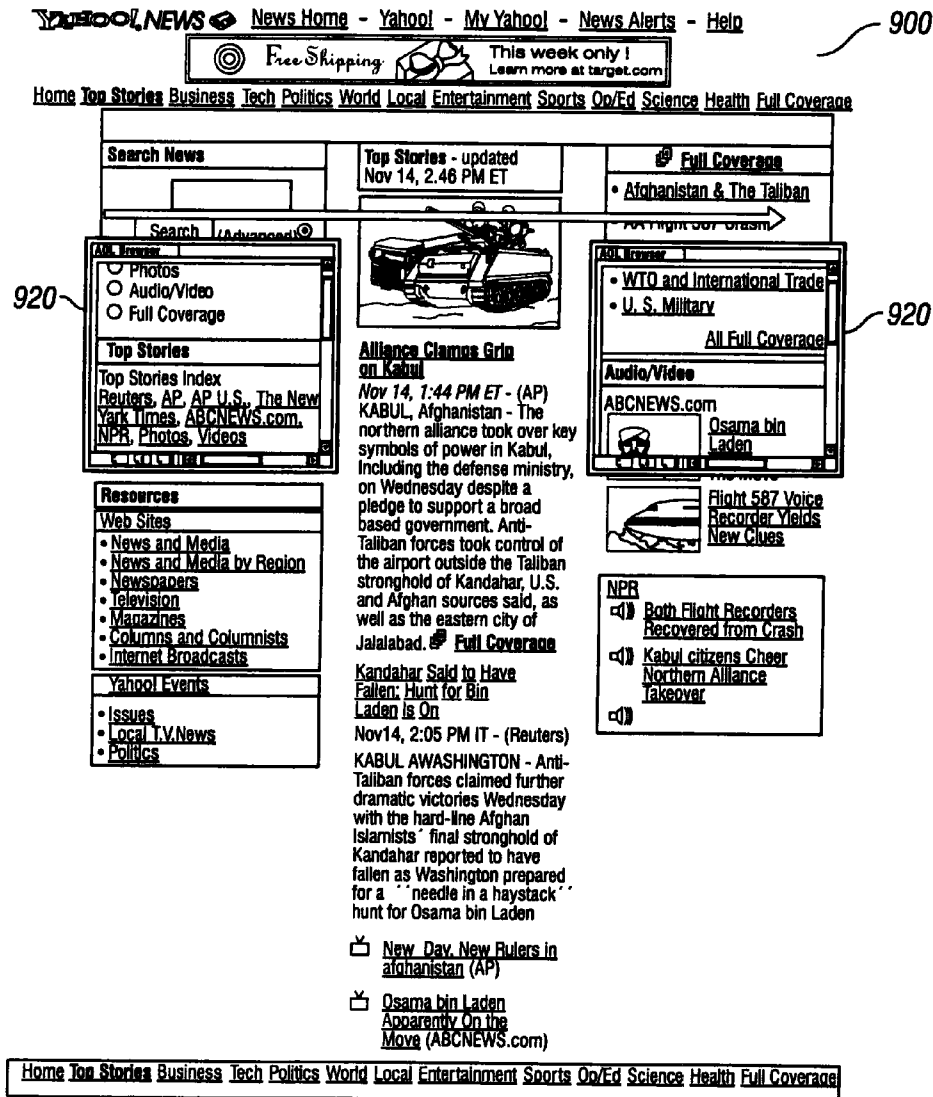 YAHOO! NEWS News Home - Yahoo! - My Yahoo! - News Alerts - Help
900
Free Shipping
This week only !
Learn more at target.com
Home Top Stories Business Tech Politics World Local Entertainment Sports Op/Ed Science Health Full Coverage
Search News
Search (Advanced)
AOL Browser
Photos
Audio/Video
Full Coverage
920
Top Stories
Top Stories Index
Reuters, AP, AP U.S., The New
Yark Times, ABCNEWS.com,
NPR, Photos, Videos
Resources
Web Sites
• News and Media
• News and Media by Region
• Newspapers
• Television
• Magazines
• Columns and Columnists
• Internet Broadcasts
Yahoo! Events
• Issues
• Local T.V.News
• Politics
Top Stories - updated
Nov 14, 2.46 PM ET
Alliance Clamps Grip
on Kabul
Nov 14, 1:44 PM ET - (AP)
KABUL, Afghanistan - The
northern alliance took over key
symbols of power in Kabul,
Including the defense ministry,
on Wednesday despite a
pledge to support a broad
based government. Anti-
Taliban forces took control of
the airport outside the Taliban
stronghold of Kandahar, U.S.
and Afghan sources said, as
well as the eastern city of
Jalalabad. Full Coverage
Kandahar Said to Have
Fallen; Hunt for Bin
Laden is On
Nov14, 2:05 PM IT - (Reuters)
KABUL AWASHINGTON - Anti-
Taliban forces claimed further
dramatic victories Wednesday
with the hard-line Afghan
Islamists´ final stronghold of
Kandahar reported to have
fallen as Washington prepared
for a ´´needle in a haystack´´
hunt for Osama bin Laden
New Day, New Rulers in
afghanistan (AP)
Osama bin Laden
Apparently On the
Move (ABCNEWS.com)
Full Coverage
• Afghanistan & The Taliban
• AA Flight 587 Crash
AOL Browser
• WTO and International Trade
• U. S. Military
All Full Coverage
920
Audio/Video
ABCNEWS.com
Osama bin
Laden
The Move
Flight 587 Voice
Recorder Yields
New Clues
NPR
Both Flight Recorders
Recovered from Crash
Kabul citizens Cheer
Northern Alliance
Takeover
Home Top Stories Business Tech Politics World Local Entertainment Sports Op/Ed Science Health Full Coverage